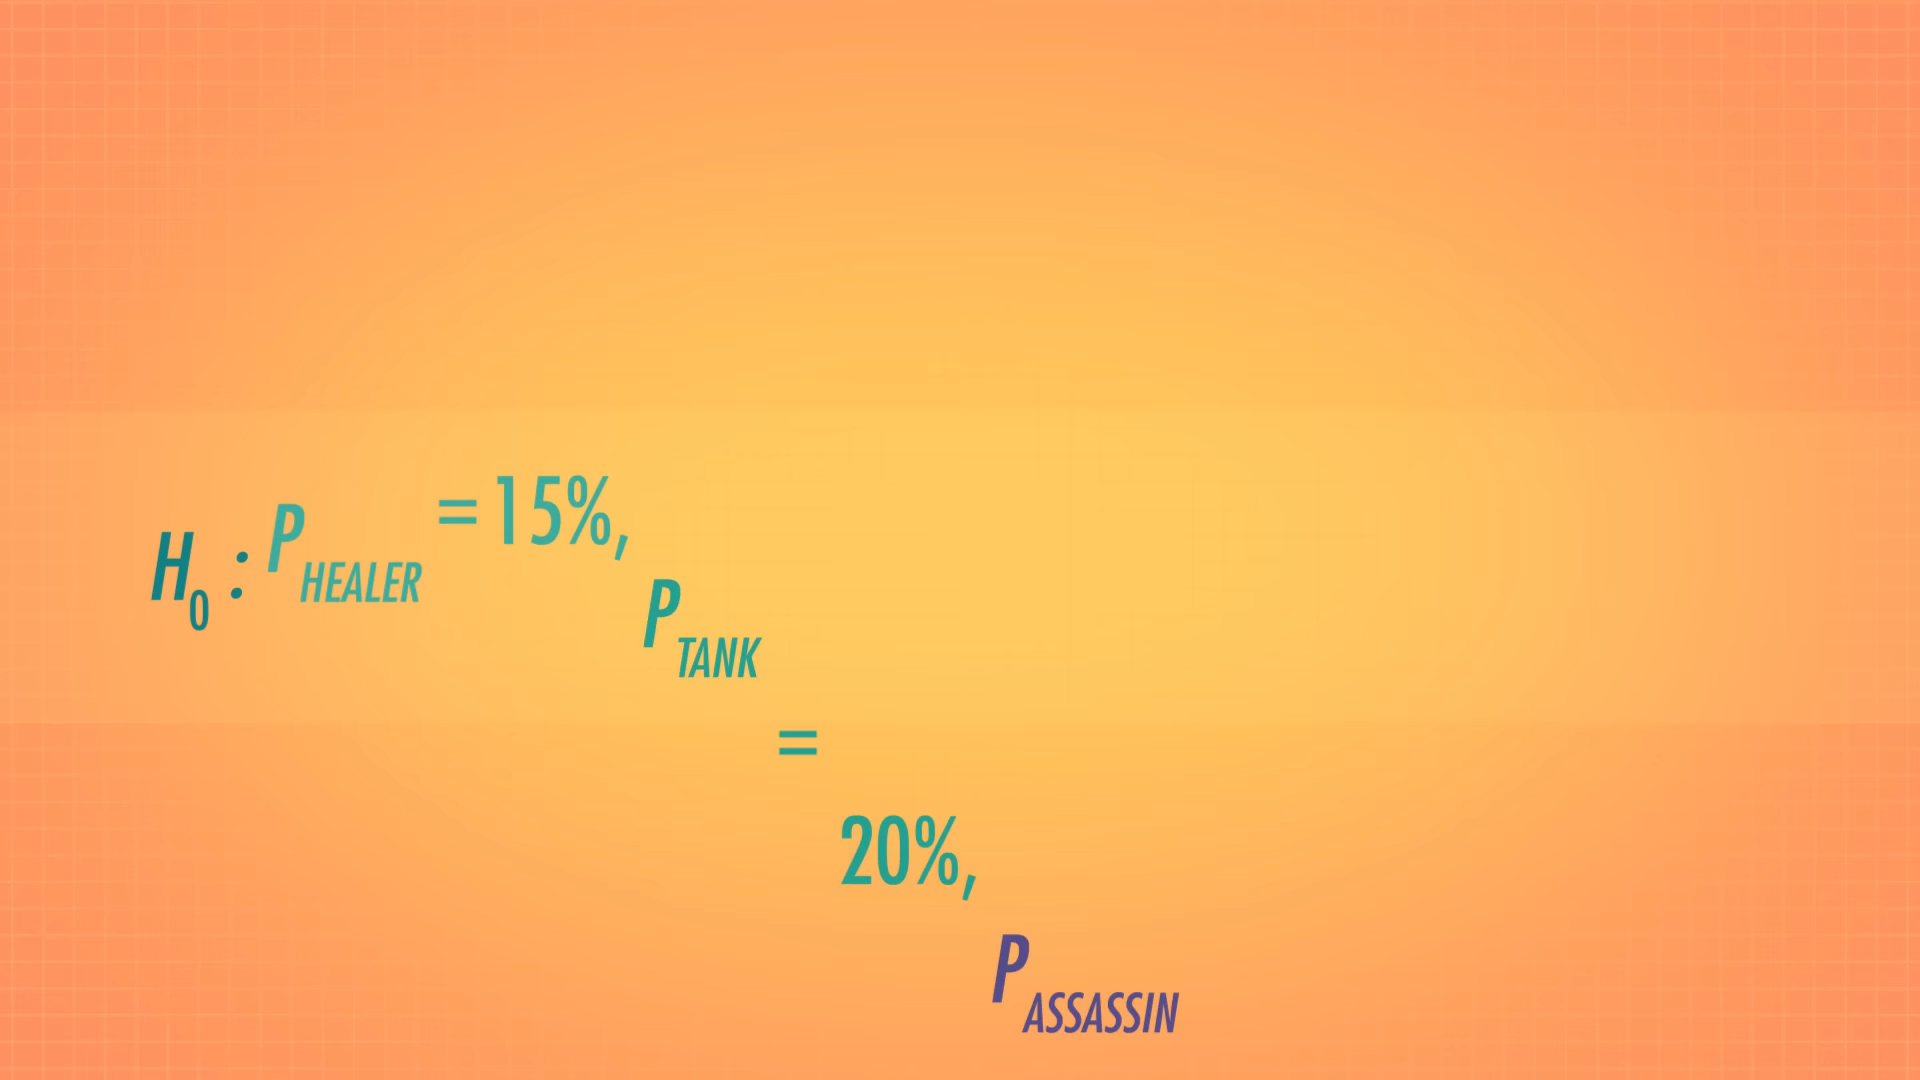 H0 : PHEALER = 15%, PTANK = 20%, PASSASSIN